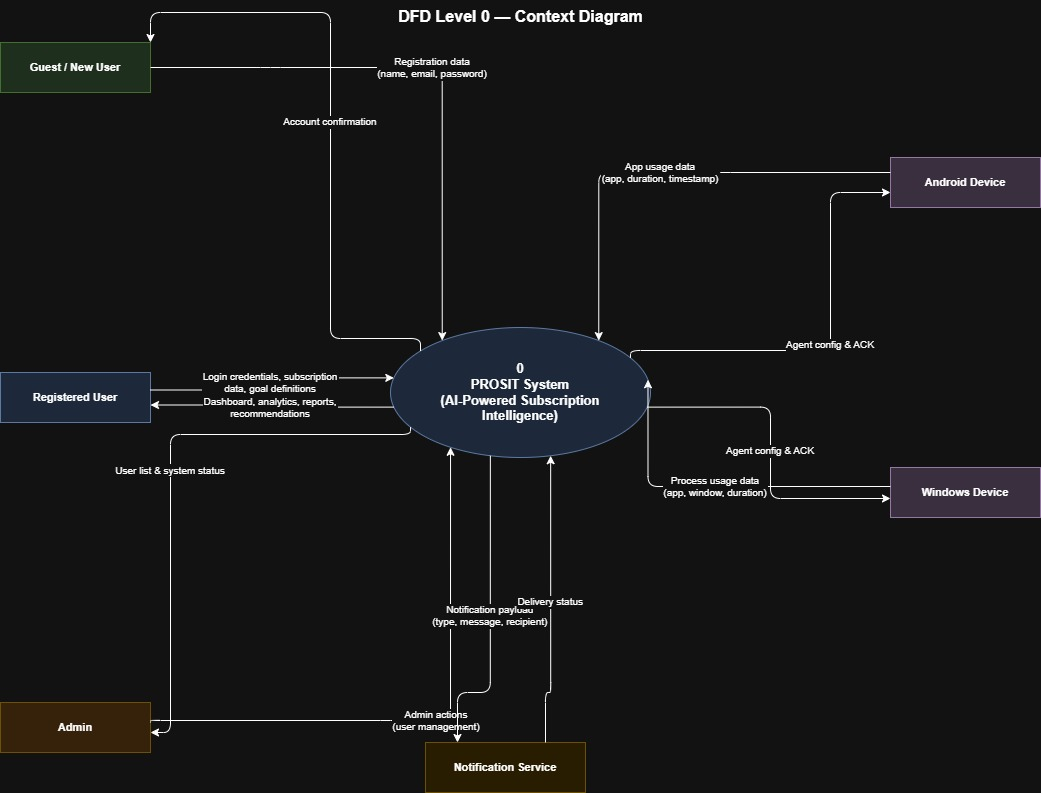 DFD Level 0 — Context Diagram
Guest / New User
Registration data
(name, email, password)
Account confirmation
App usage data
(app, duration, timestamp)
Android Device
Agent config & ACK
0
PROSIT System
(AI-Powered Subscription
Intelligence)
Login credentials, subscription
data, goal definitions
Registered User
Dashboard, analytics, reports,
recommendations
Agent config & ACK
User list & system status
Process usage data
(app, window, duration)
Windows Device
Delivery status
Notification payload
(type, message, recipient)
Admin actions
(user management)
Admin
Notification Service